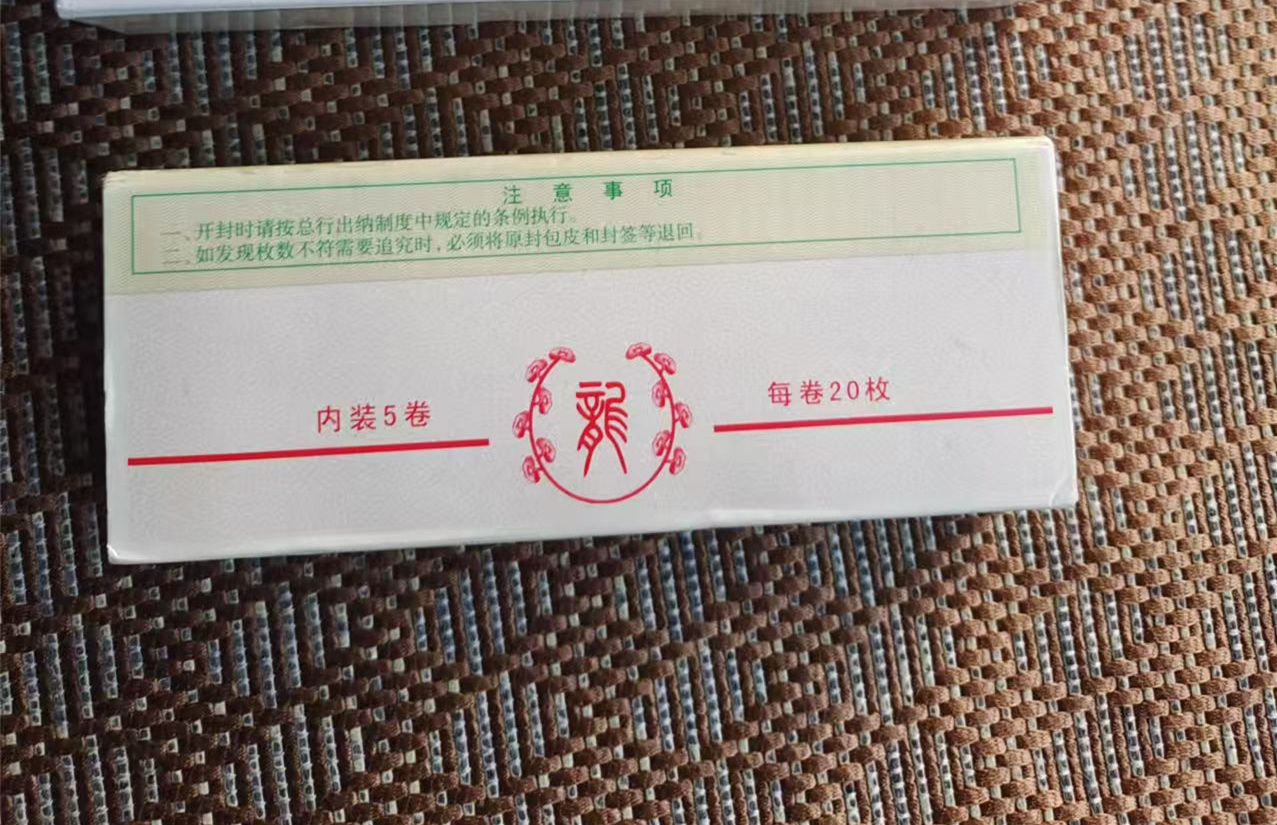 注意事项
一、开封时请按总行出纳制度中规定的条例执行。
二、如发现枚数不符需要追究时,必须将原封包皮和封签等退回。
内装5卷
龍
每卷20枚